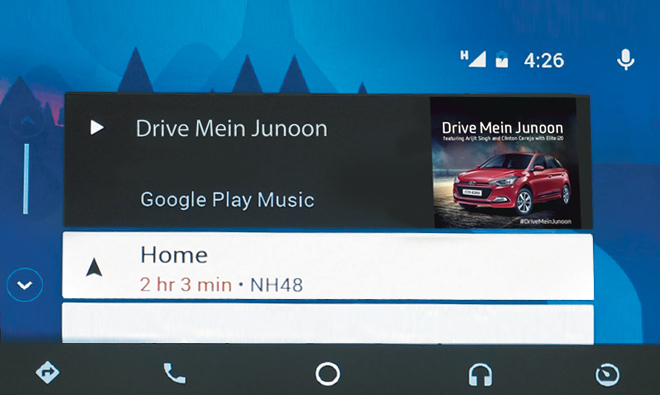 H
4:26
Drive Mein Junoon
Google Play Music
Drive Mein Junoon
featuring Arijit Singh and Clinton Cerejo with Elite i20
#DriveMeinJunoon
Home
2 hr 3 min • NH48